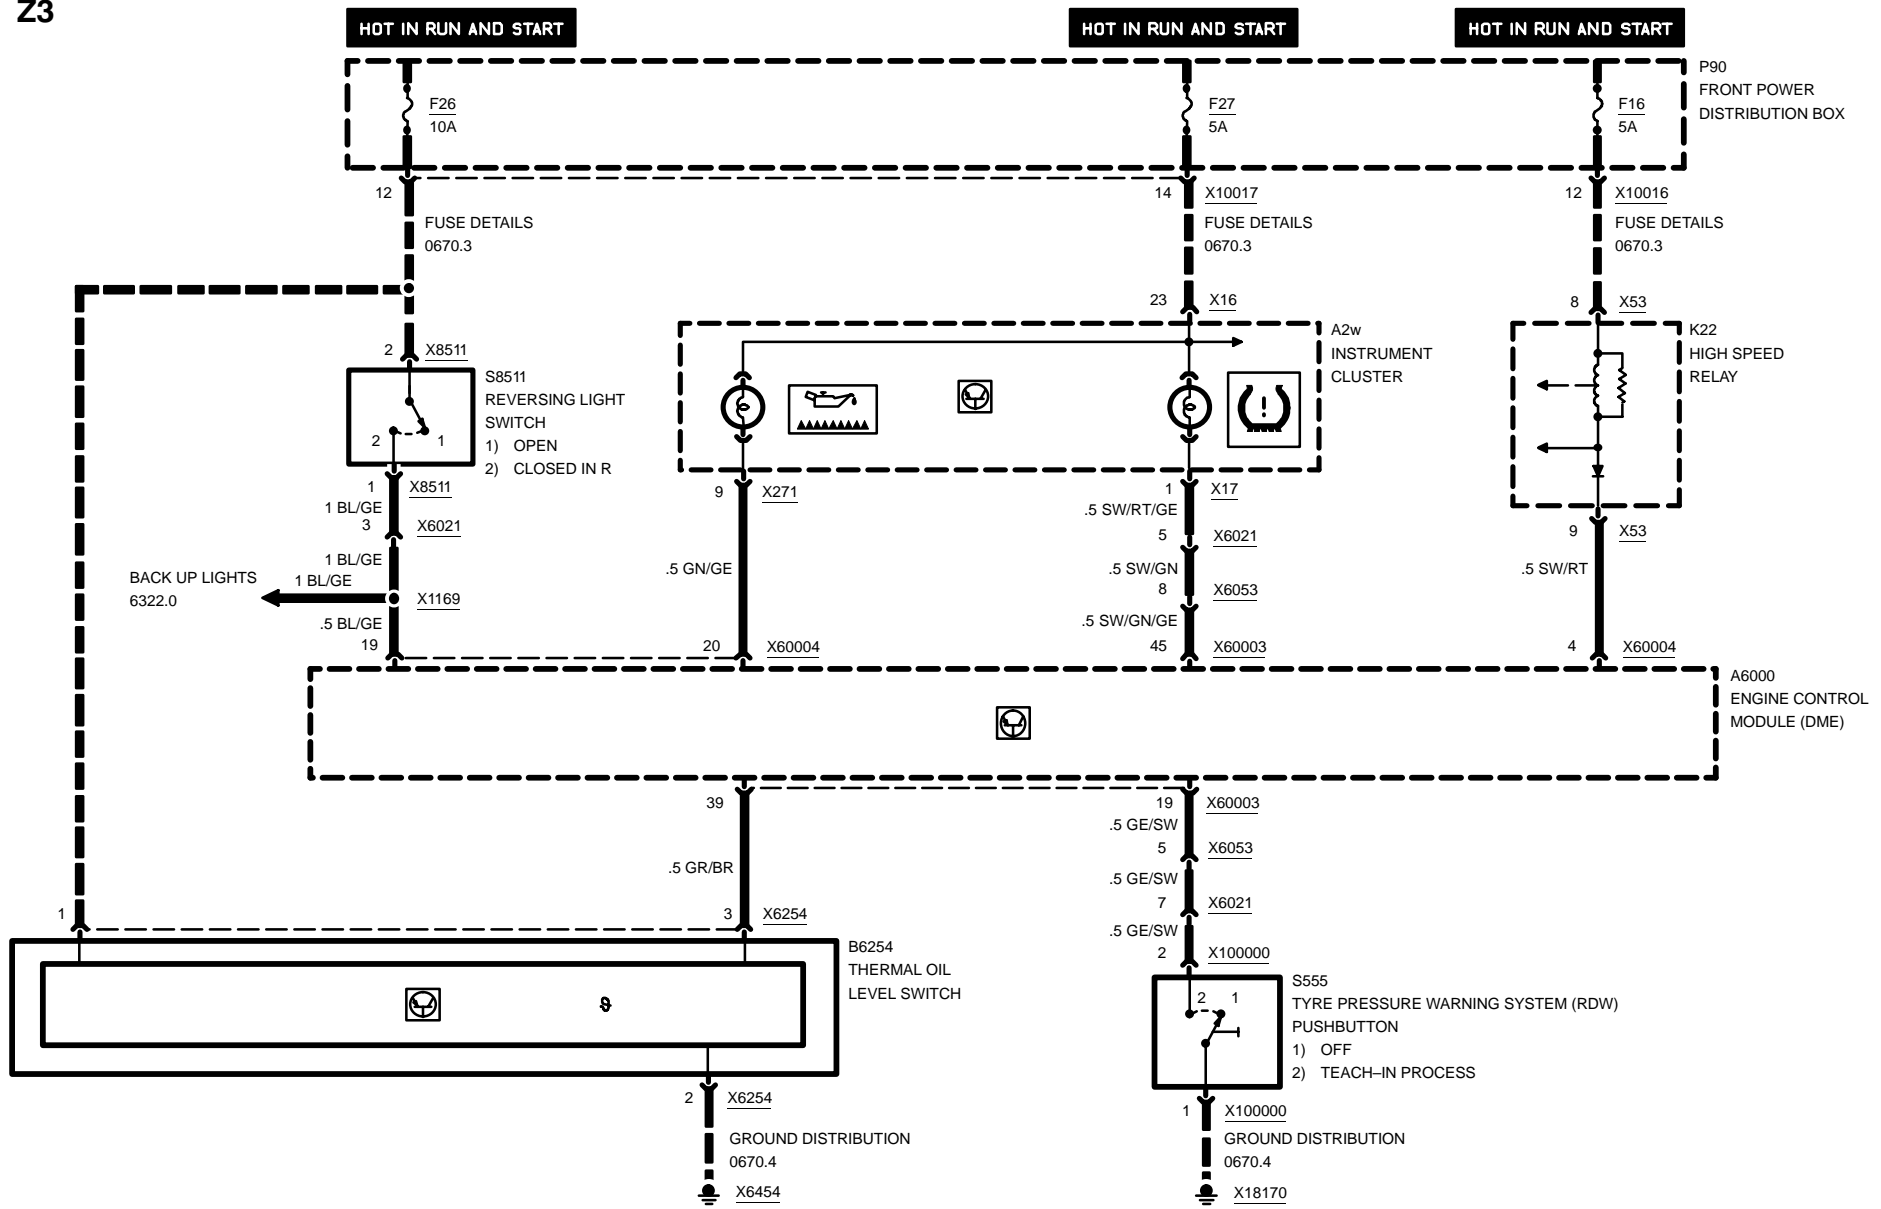 Z3
HOT IN RUN AND START
HOT IN RUN AND START
HOT IN RUN AND START
P90
FRONT POWER
DISTRIBUTION BOX
F26
10A
F27
5A
F16
5A
12
14
X10017
12
X10016
FUSE DETAILS
0670.3
FUSE DETAILS
0670.3
FUSE DETAILS
0670.3
23
X16
8
X53
2
X8511
S8511
REVERSING LIGHT
SWITCH
1) OPEN
2) CLOSED IN R
2
1
A2w
INSTRUMENT
CLUSTER
!
K22
HIGH SPEED
RELAY
1
X8511
1 BL/GE
3
X6021
1 BL/GE
BACK UP LIGHTS
6322.0
1 BL/GE
X1169
.5 BL/GE
19
9
X271
.5 GN/GE
20
X60004
1
X17
.5 SW/RT/GE
5
X6021
.5 SW/GN
8
X6053
.5 SW/GN/GE
45
X60003
9
X53
.5 SW/RT
4
X60004
A6000
ENGINE CONTROL
MODULE (DME)
39
.5 GR/BR
1
3
X6254
19
X60003
.5 GE/SW
5
X6053
.5 GE/SW
7
X6021
.5 GE/SW
2
X100000
B6254
THERMAL OIL
LEVEL SWITCH
ϑ
S555
TYRE PRESSURE WARNING SYSTEM (RDW)
PUSHBUTTON
1) OFF
2) TEACH–IN PROCESS
2
1
2
X6254
GROUND DISTRIBUTION
0670.4
X6454
1
X100000
GROUND DISTRIBUTION
0670.4
X18170